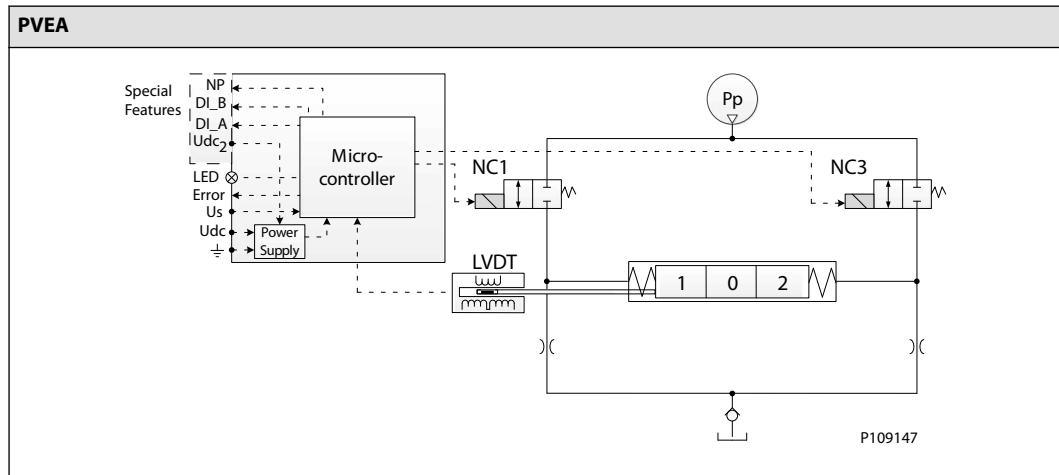 PVEA
Special
Features
NP
DI_B
DI_A
Udc2
LED
Error
Us
Udc
Micro-
controller
Power
Supply
Pp
NC1
NC3
LVDT
1 0 2
P109147